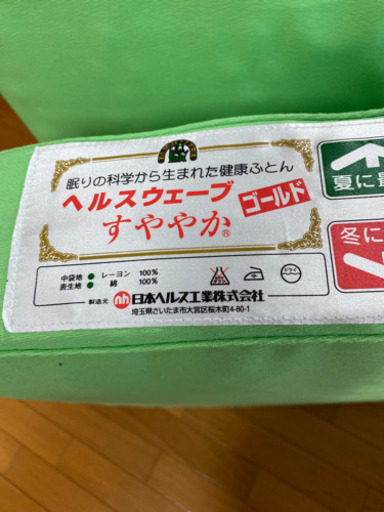 眠りの科学から生まれた健康ふとん
ヘルスウェーブ
ゴールド
すややか®
中袋地 ● レーヨン 100%
表生地 ● 綿 100%
ドライ
製造元 nh 日本ヘルス工業株式会社
埼玉県さいたま市大宮区桜木町4-80-1
夏に
冬に